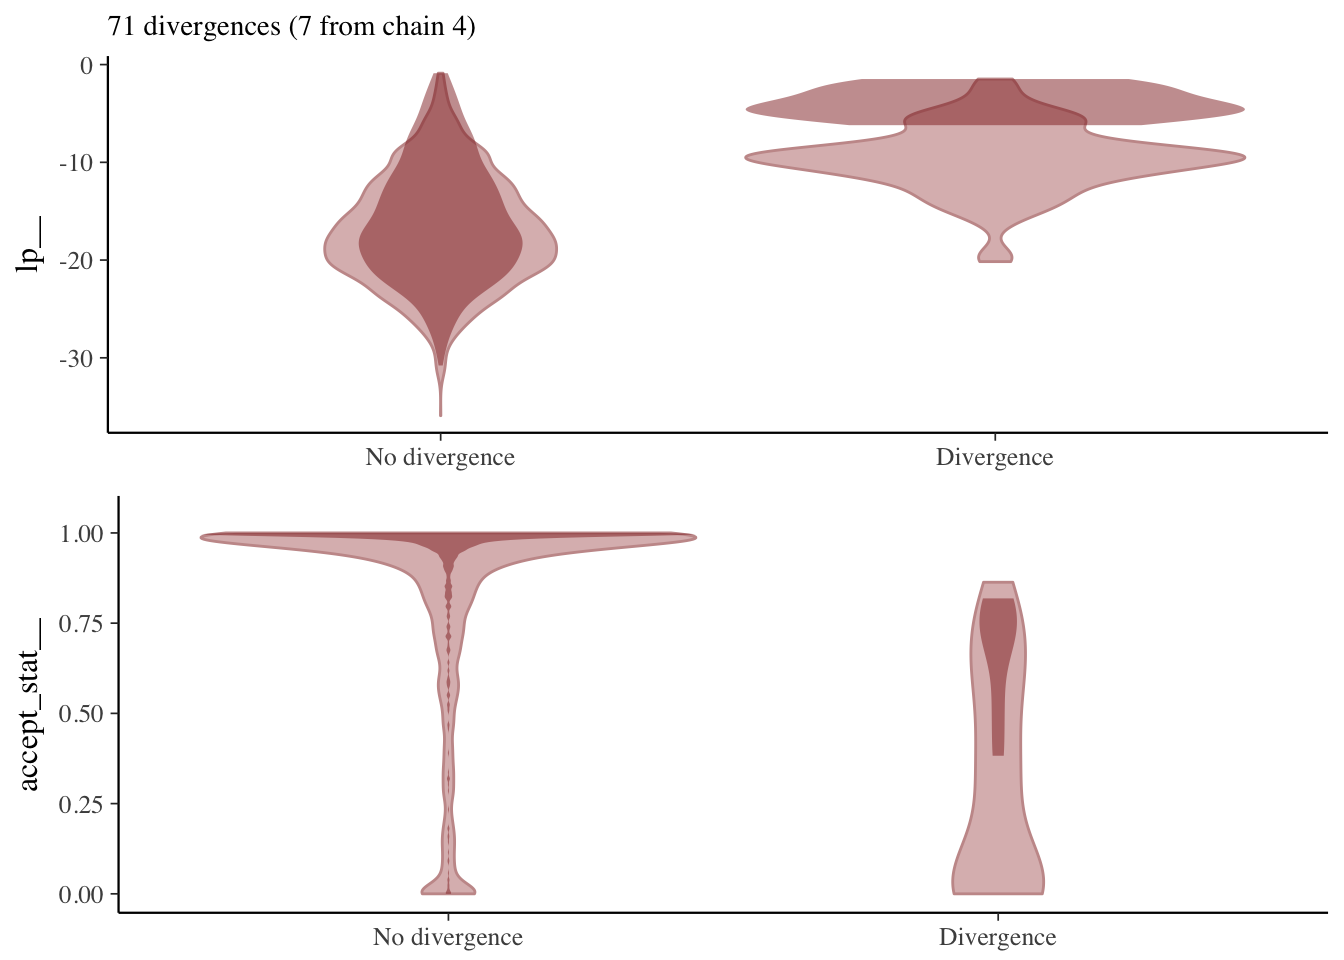 71 divergences (7 from chain 4)
lp__
0
-10
-20
-30
No divergence
Divergence
accept_stat__
1.00
0.75
0.50
0.25
0.00
No divergence
Divergence